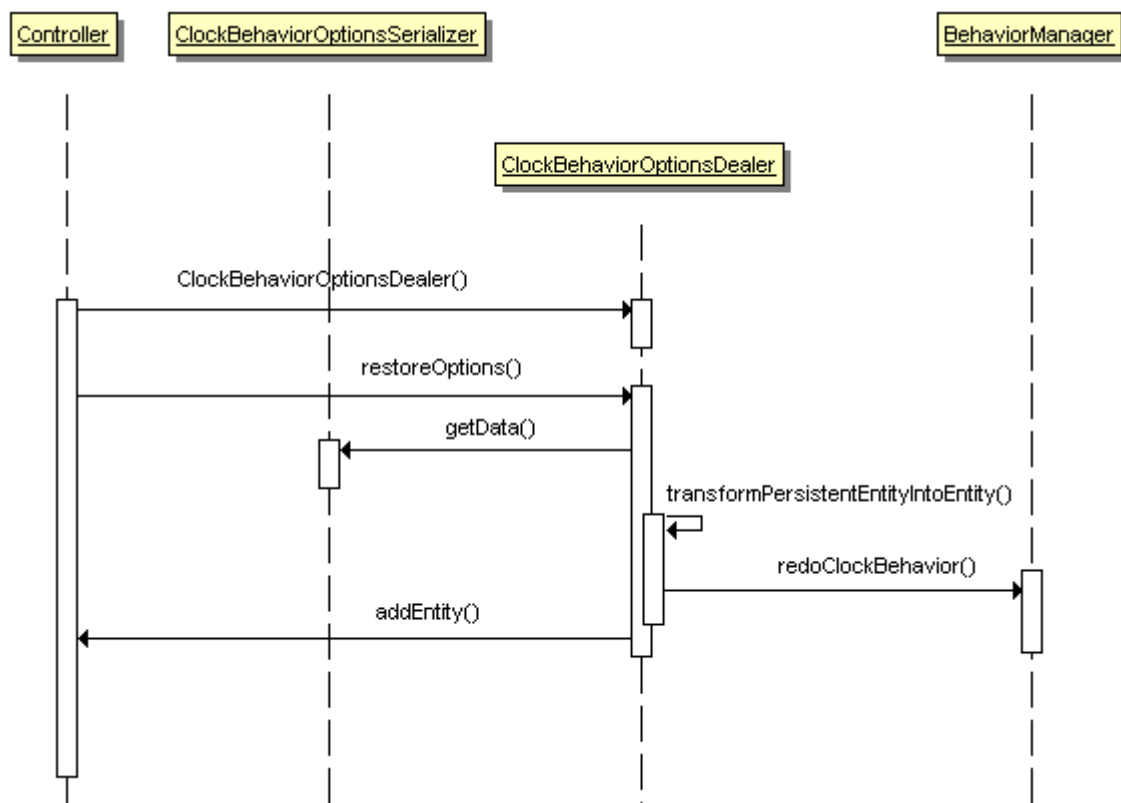 Controller
ClockBehaviorOptionsSerializer
BehaviorManager
ClockBehaviorOptionsDealer
ClockBehaviorOptionsDealer()
restoreOptions()
getData()
transformPersistentEntityIntoEntity()
redoClockBehavior()
addEntity()